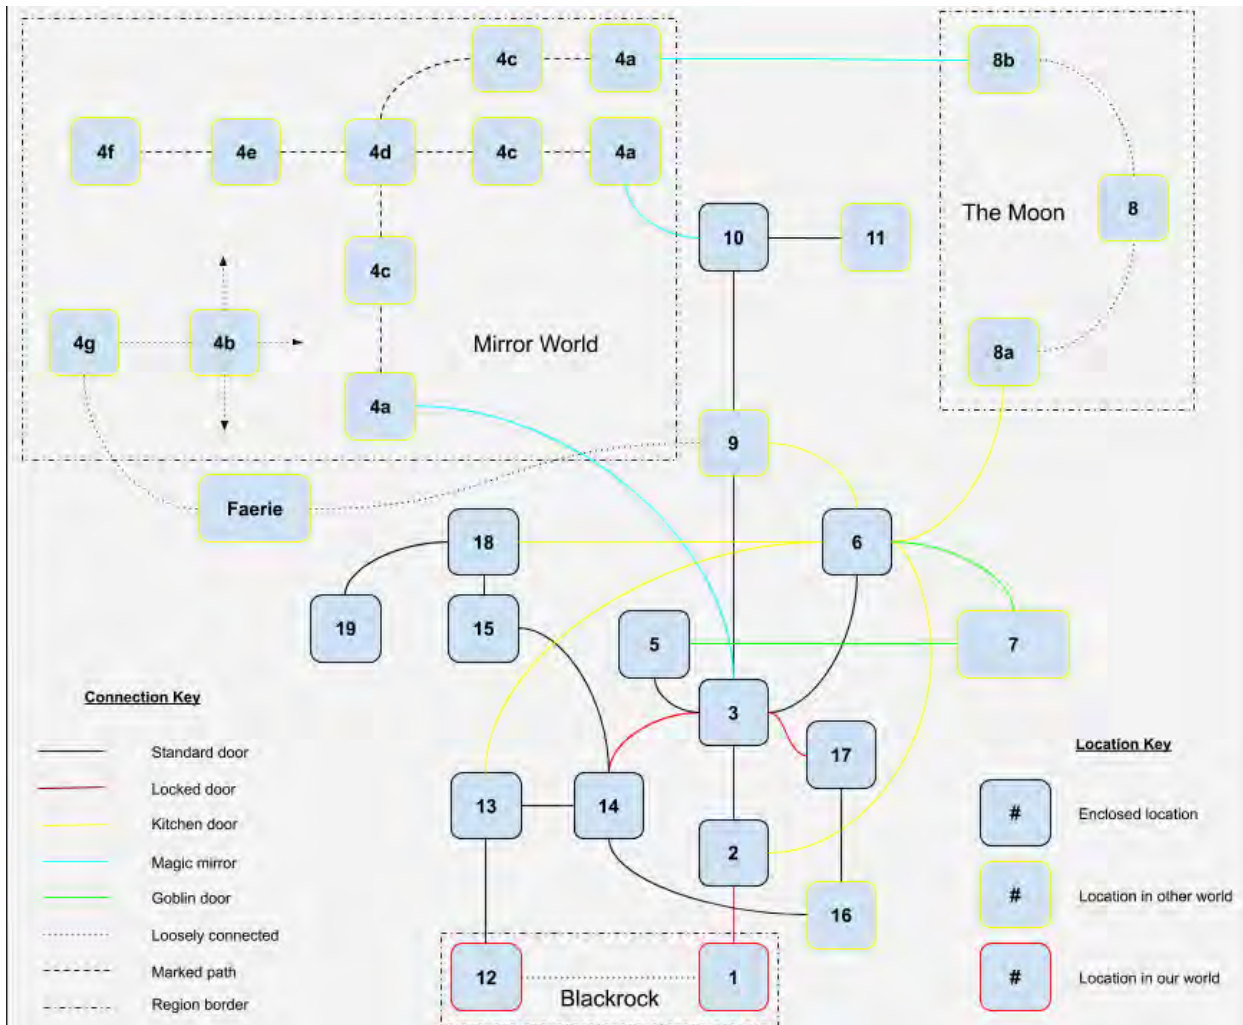 4c
4a
8b
4f
4e
4d
4c
4a
8
The Moon
10
11
4c
4g
4b
Mirror World
8a
4a
9
Faerie
18
6
19
15
5
7
Connection Key
3
Standard door
17
Location Key
Locked door
13
14
#
Enclosed location
Kitchen door
2
Magic mirror
Goblin door
16
#
Location in other world
Loosely connected
Marked path
12
1
#
Location in our world
Blackrock
Region border